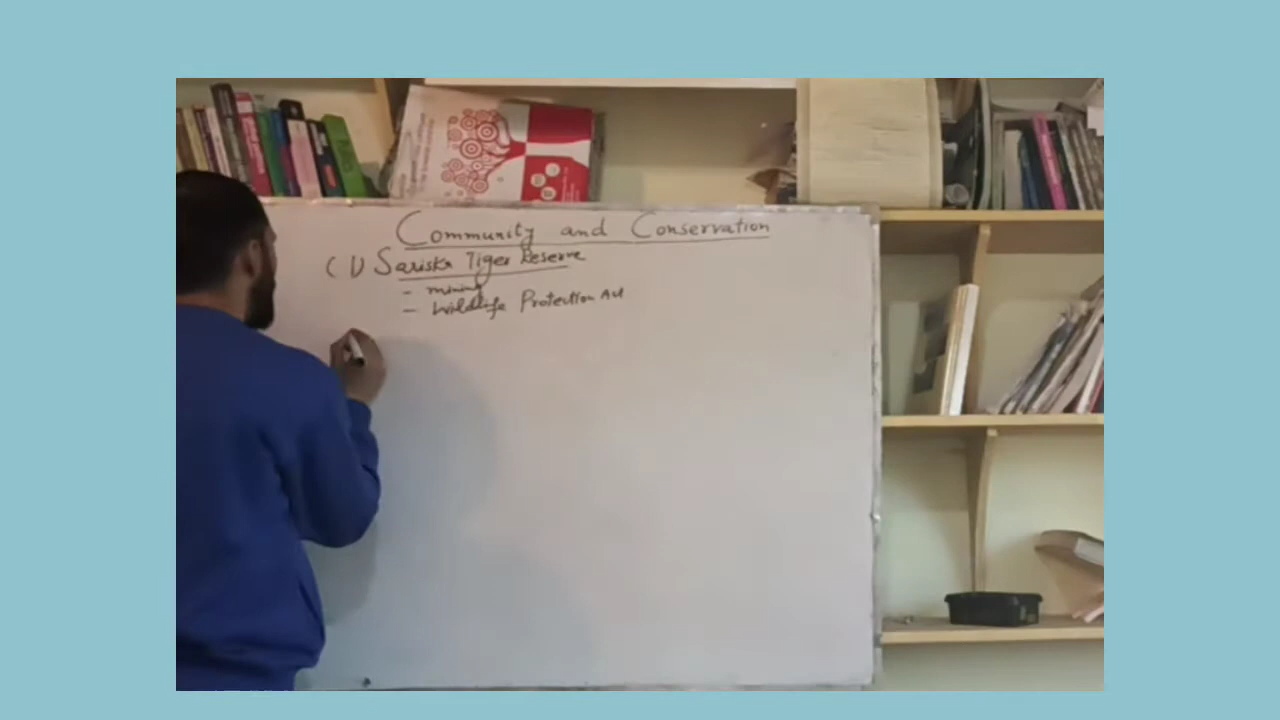 Community and Conservation
(1) Sariska Tiger Reserve
- mining
- Wildlife Protection Act